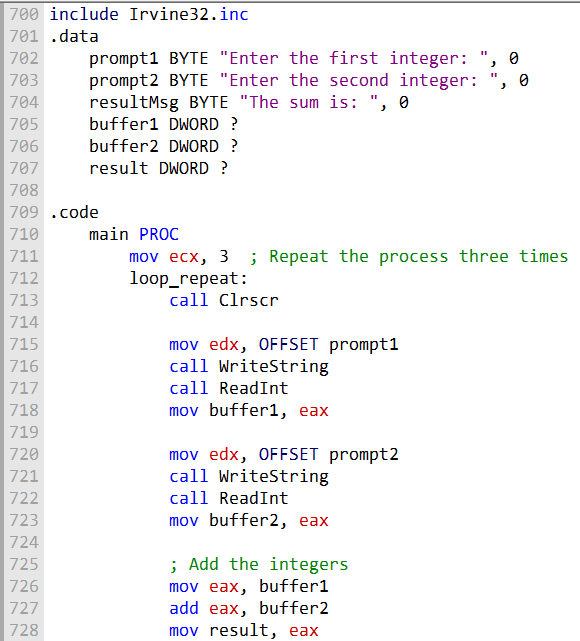 700 include Irvine32.inc
701 .data
702     prompt1 BYTE "Enter the first integer: ", 0
703     prompt2 BYTE "Enter the second integer: ", 0
704     resultMsg BYTE "The sum is: ", 0
705     buffer1 DWORD ?
706     buffer2 DWORD ?
707     result DWORD ?
708
709 .code
710     main PROC
711         mov ecx, 3  ; Repeat the process three times
712         loop_repeat:
713             call Clrscr
714
715             mov edx, OFFSET prompt1
716             call WriteString
717             call ReadInt
718             mov buffer1, eax
719
720             mov edx, OFFSET prompt2
721             call WriteString
722             call ReadInt
723             mov buffer2, eax
724
725             ; Add the integers
726             mov eax, buffer1
727             add eax, buffer2
728             mov result, eax